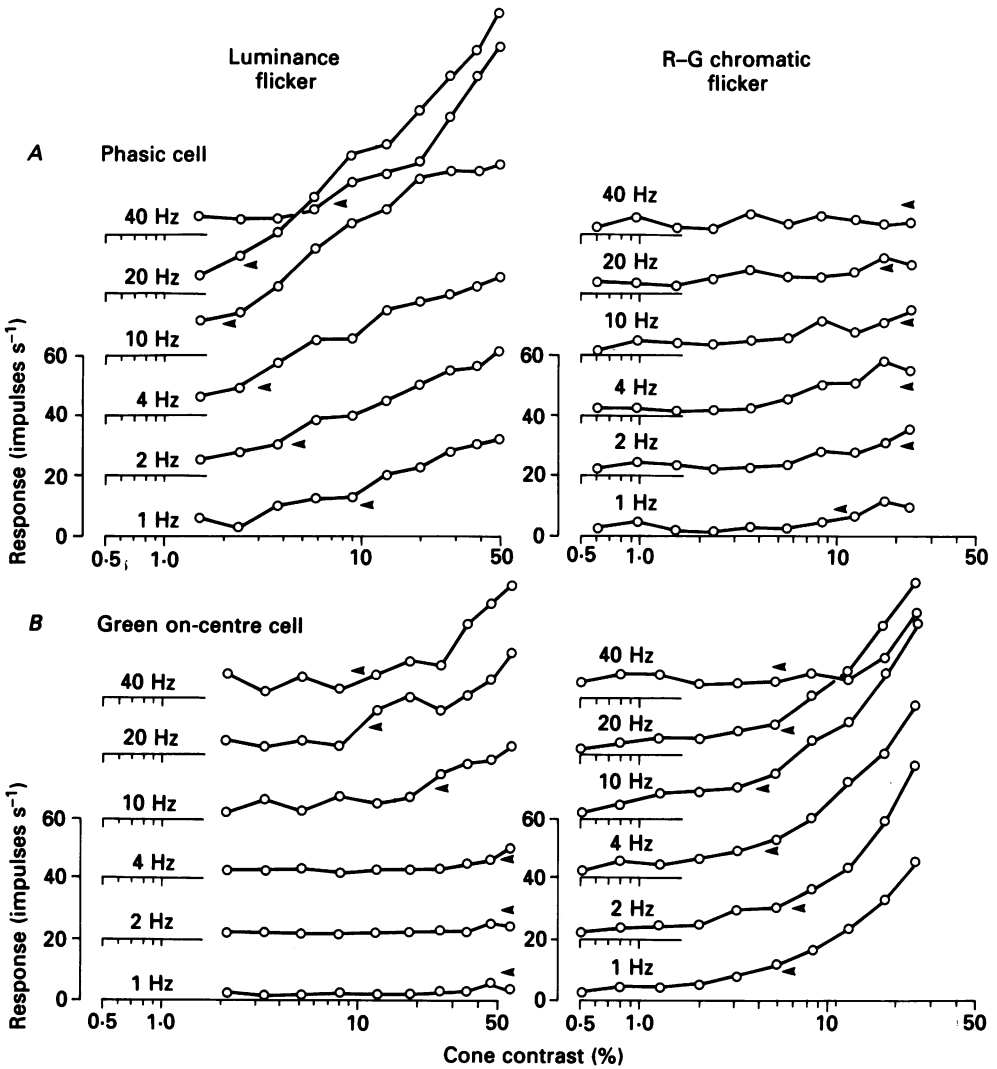 Luminance
flicker
R–G chromatic
flicker
A Phasic cell
40 Hz
20 Hz
10 Hz
4 Hz
2 Hz
1 Hz
Response (impulses s⁻¹)
60
40
20
0
0·5 1·0 10 50
40 Hz
20 Hz
10 Hz
4 Hz
2 Hz
1 Hz
60
40
20
0
0·5 1·0 10 50
B Green on-centre cell
40 Hz
20 Hz
10 Hz
4 Hz
2 Hz
1 Hz
Response (impulses s⁻¹)
60
40
20
0
0·5 1·0 10 50
40 Hz
20 Hz
10 Hz
4 Hz
2 Hz
1 Hz
60
40
20
0
0·5 1·0 10 50
Cone contrast (%)